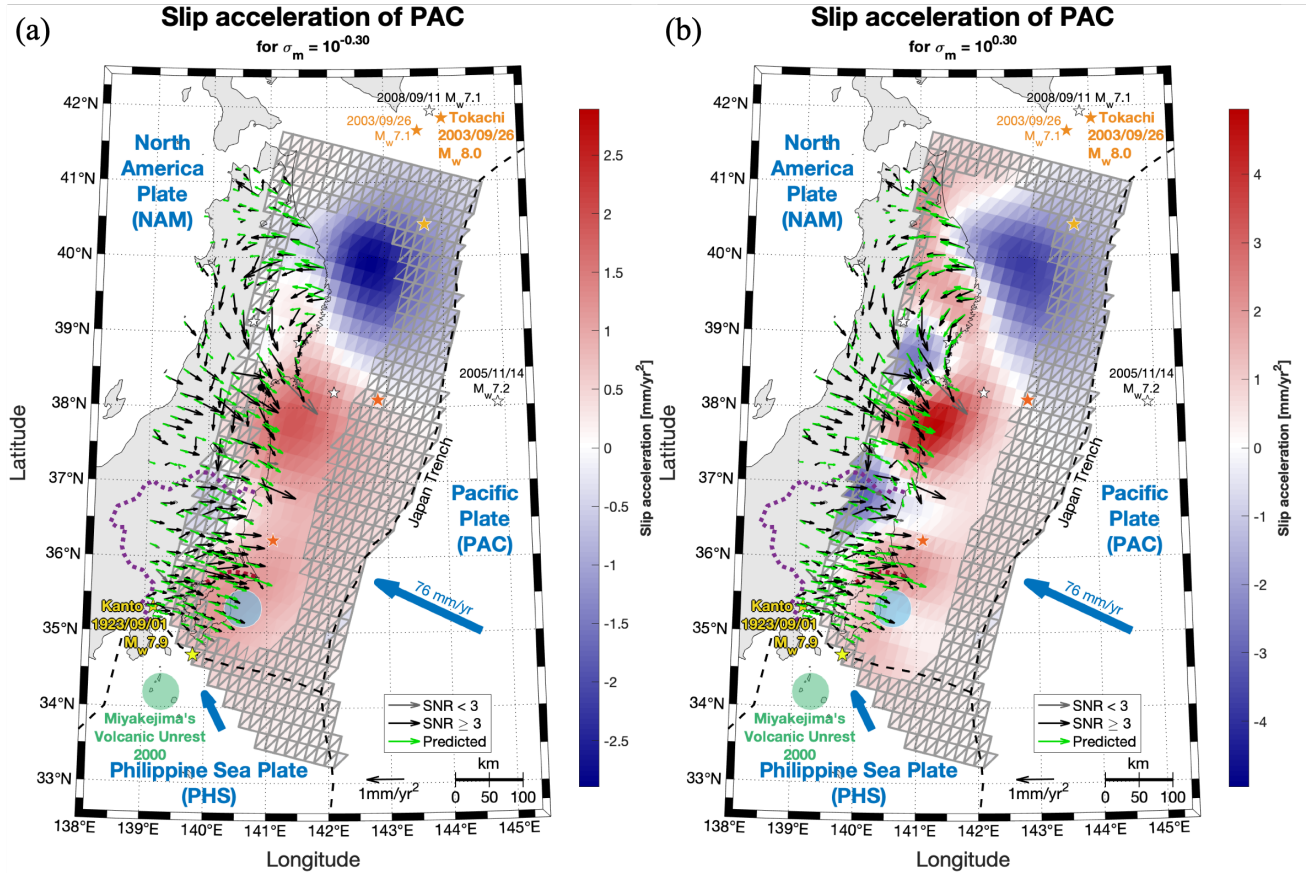 (a)
Slip acceleration of PAC
for σm = 10^-0.30
42°N
41°N
40°N
39°N
38°N
37°N
36°N
35°N
34°N
33°N
Latitude
138°E
139°E
140°E
141°E
142°E
143°E
144°E
145°E
Longitude
2008/09/11 Mw7.1
2003/09/26
Mw7.1
Tokachi
2003/09/26
Mw8.0
North
America
Plate
(NAM)
2005/11/14
Mw7.2
Japan Trench
Pacific
Plate
(PAC)
76 mm/yr
Kanto
1923/09/01
Mw7.9
Miyakejima's
Volcanic Unrest
2000
Philippine Sea Plate
(PHS)
SNR < 3
SNR ≥ 3
Predicted
1mm/yr²
km
0 50 100
2.5
2
1.5
1
0.5
0
-0.5
-1
-1.5
-2
-2.5
Slip acceleration [mm/yr²]
(b)
Slip acceleration of PAC
for σm = 10^0.30
42°N
41°N
40°N
39°N
38°N
37°N
36°N
35°N
34°N
33°N
Latitude
138°E
139°E
140°E
141°E
142°E
143°E
144°E
145°E
Longitude
2008/09/11 Mw7.1
2003/09/26
Mw7.1
Tokachi
2003/09/26
Mw8.0
North
America
Plate
(NAM)
2005/11/14
Mw7.2
Japan Trench
Pacific
Plate
(PAC)
76 mm/yr
Kanto
1923/09/01
Mw7.9
Miyakejima's
Volcanic Unrest
2000
Philippine Sea Plate
(PHS)
SNR < 3
SNR ≥ 3
Predicted
1mm/yr²
km
0 50 100
4
3
2
1
0
-1
-2
-3
-4
Slip acceleration [mm/yr²]